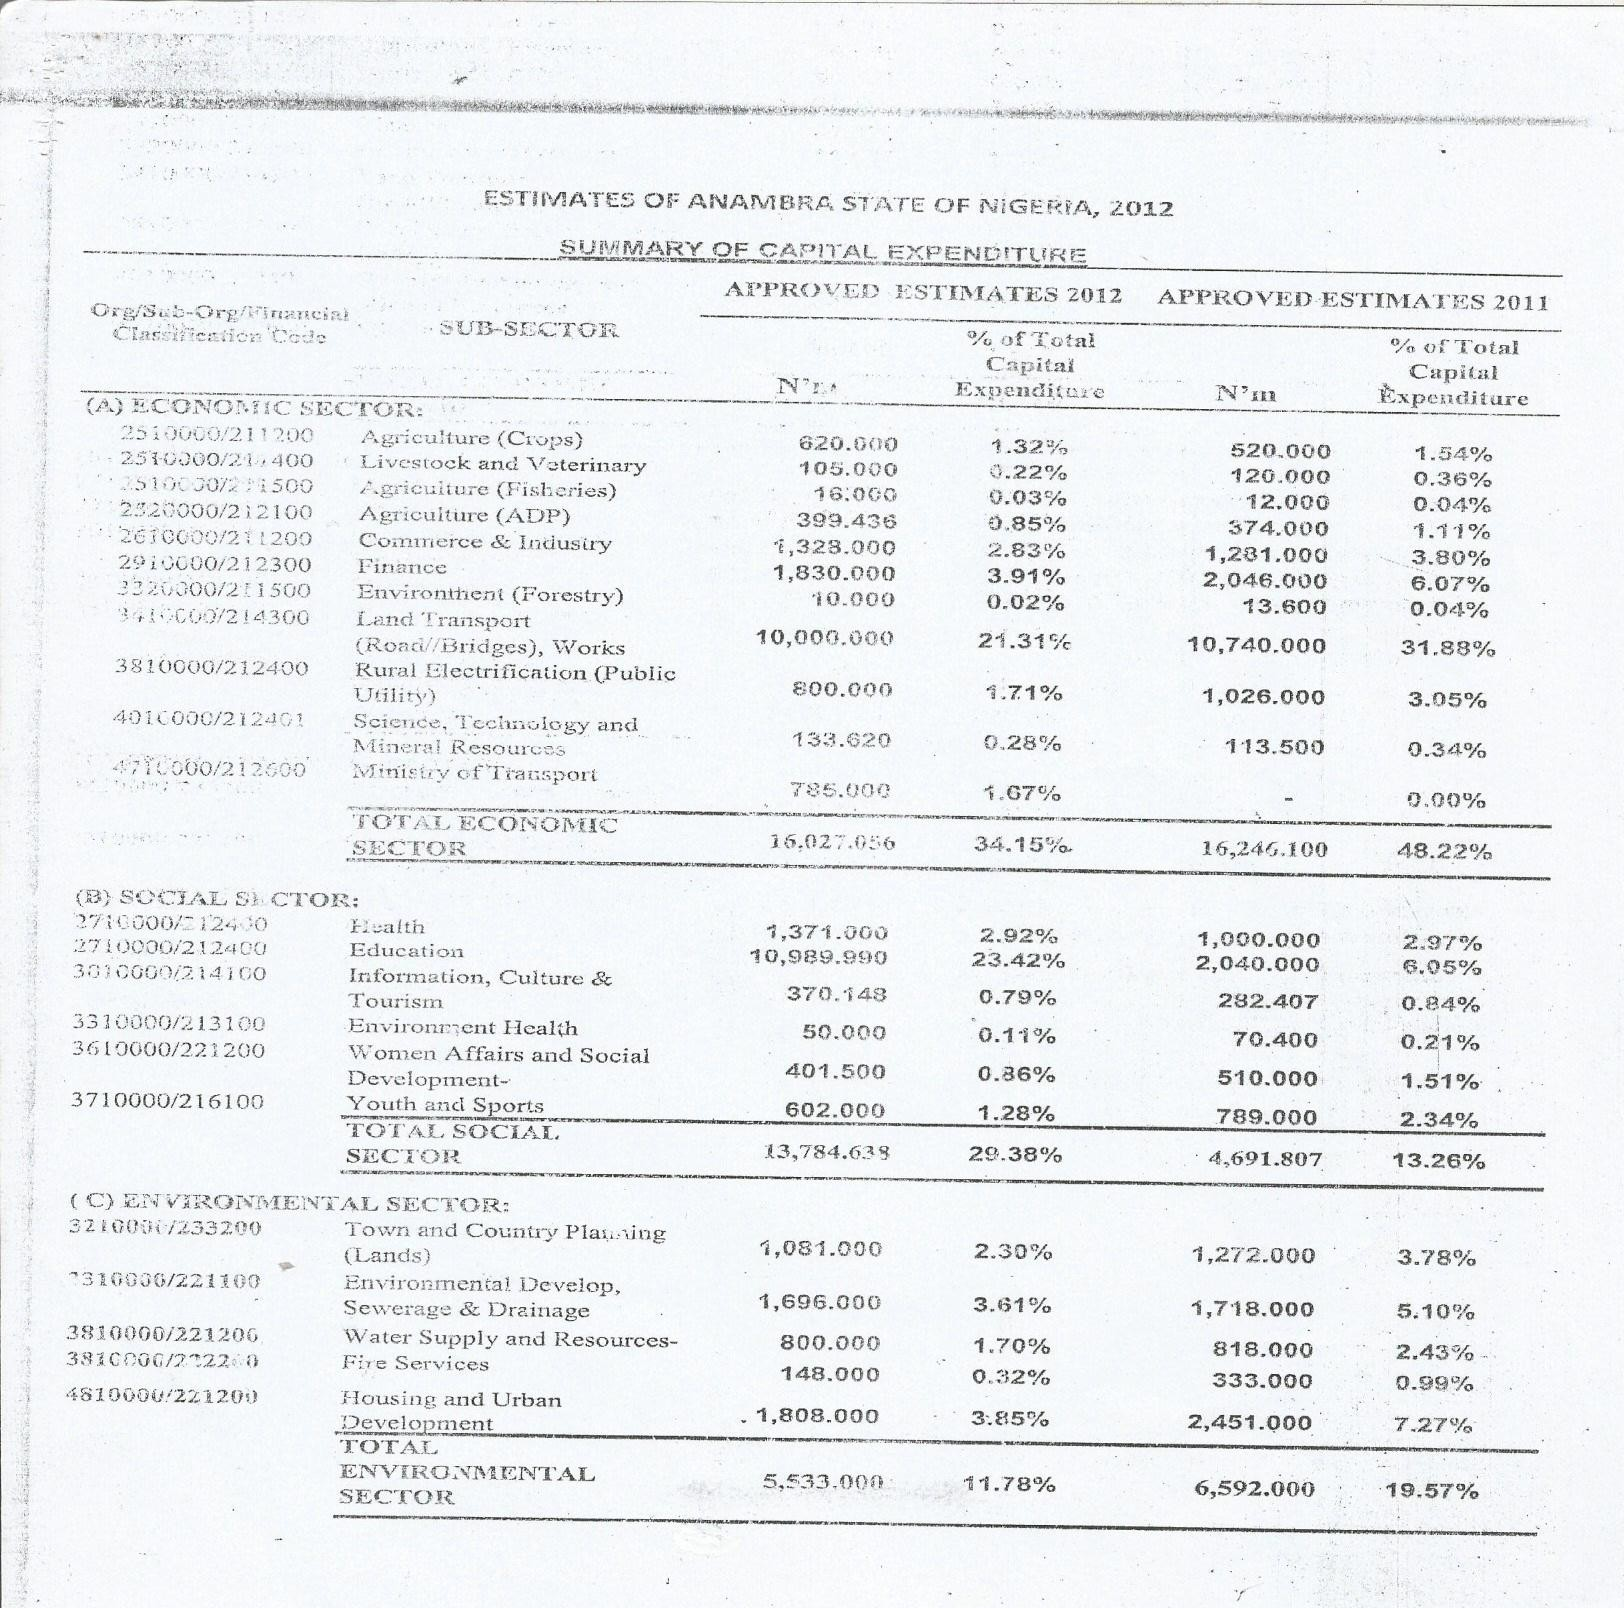 ESTIMATES OF ANAMBRA STATE OF NIGERIA, 2012
SUMMARY OF CAPITAL EXPENDITURE
APPROVED ESTIMATES 2012 APPROVED ESTIMATES 2011
Org/Sub-Org/Financial Classification Code SUB-SECTOR N'm % of Total Capital Expenditure N'm % of Total Capital Expenditure
(A) ECONOMIC SECTOR:
2510000/211200 Agriculture (Crops) 620.000 1.32% 520.000 1.54%
Livestock and Veterinary 105.000 0.22% 120.000 0.36%
Agriculture (Fisheries) 16.000 0.03% 12.000 0.04%
2520000/212100 Agriculture (ADP) 399.436 0.85% 374.000 1.11%
2610000/211200 Commerce & Industry 1,328.000 2.83% 1,281.000 3.80%
2910000/212300 Finance 1,830.000 3.91% 2,046.000 6.07%
3320000/211500 Environment (Forestry) 10.000 0.02% 13.600 0.04%
3410000/214300 Land Transport
(Road//Bridges), Works 10,000.000 21.31% 10,740.000 31.88%
3810000/212400 Rural Electrification (Public
Utility) 800.000 1.71% 1,026.000 3.05%
4010000/212401 Science, Technology and
Mineral Resources 133.620 0.28% 113.500 0.34%
4710000/212600 Ministry of Transport
785.000 1.67% - 0.00%
TOTAL ECONOMIC
SECTOR 16,027.056 34.15% 16,246.100 48.22%
(B) SOCIAL SECTOR:
2710000/212400 Health 1,371.000 2.92% 1,000.000 2.97%
2710000/212400 Education 10,989.990 23.42% 2,040.000 6.05%
3010000/214100 Information, Culture &
Tourism 370.148 0.79% 282.407 0.84%
3310000/213100 Environment Health 50.000 0.11% 70.400 0.21%
3610000/221200 Women Affairs and Social
Development- 401.500 0.86% 510.000 1.51%
3710000/216100 Youth and Sports 602.000 1.28% 789.000 2.34%
TOTAL SOCIAL
SECTOR 13,784.638 29.38% 4,691.807 13.26%
( C) ENVIRONMENTAL SECTOR:
3210000/233200 Town and Country Planning
(Lands) 1,081.000 2.30% 1,272.000 3.78%
Environmental Develop,
Sewerage & Drainage 1,696.000 3.61% 1,718.000 5.10%
3810000/221200 Water Supply and Resources- 800.000 1.70% 818.000 2.43%
Fire Services 148.000 0.32% 333.000 0.99%
4810000/221200 Housing and Urban
Development 1,808.000 3.85% 2,451.000 7.27%
TOTAL
ENVIRONMENTAL
SECTOR 5,533.000 11.78% 6,592.000 19.57%